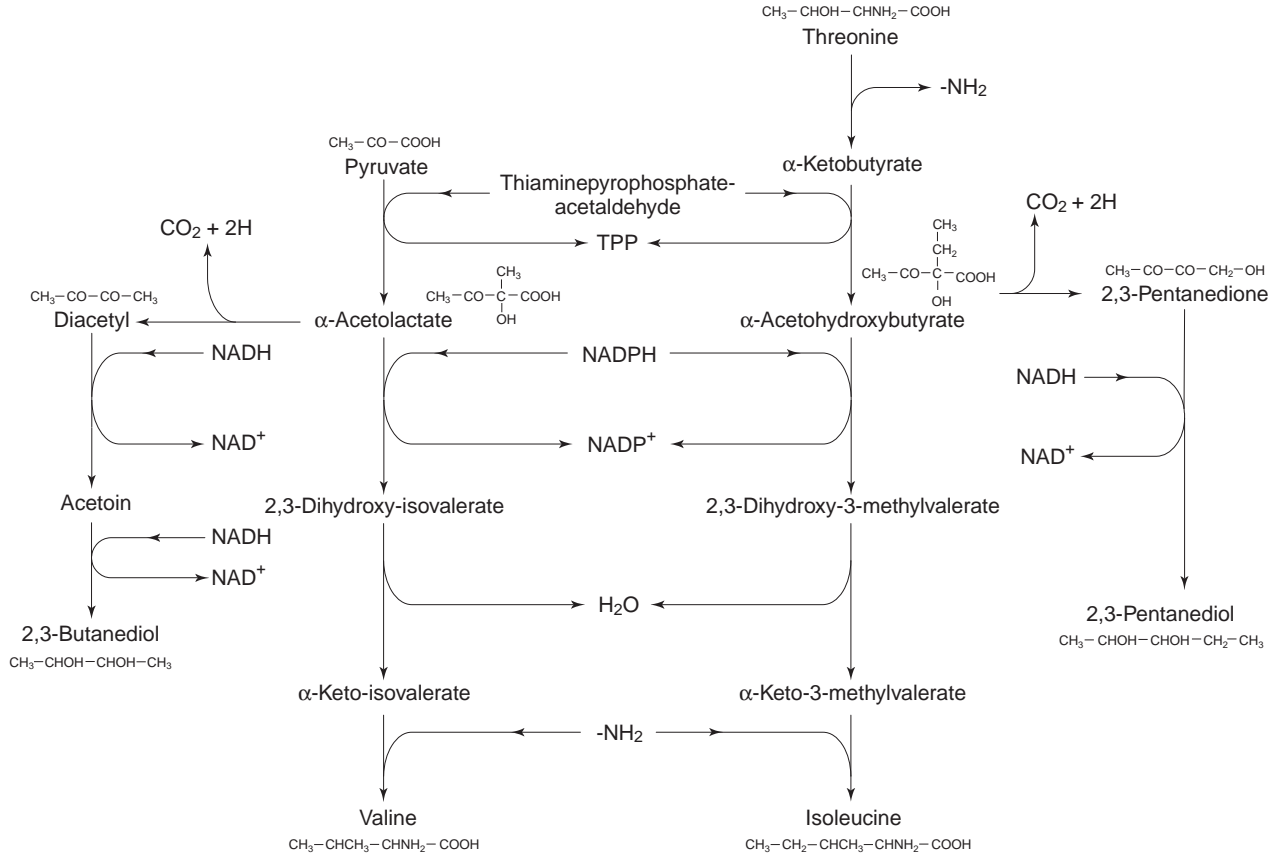 CH₃–CHOH–CHNH₂–COOH
Threonine
-NH₂
CH₃–CO–COOH
Pyruvate
α-Ketobutyrate
Thiaminepyrophosphate-
acetaldehyde
TPP
CO₂ + 2H
CO₂ + 2H
CH₃
CH₂
CH₃–CO–C–COOH
OH
CH₃
CH₃–CO–C–COOH
OH
CH₃–CO–CO–CH₃
Diacetyl
α-Acetolactate
α-Acetohydroxybutyrate
CH₃–CO–CO–CH₂–OH
2,3-Pentanedione
NADH
NADPH
NADH
NAD⁺
NADP⁺
NAD⁺
Acetoin
2,3-Dihydroxy-isovalerate
2,3-Dihydroxy-3-methylvalerate
NADH
NAD⁺
H₂O
2,3-Butanediol
CH₃–CHOH–CHOH–CH₃
2,3-Pentanediol
CH₃–CHOH–CHOH–CH₂–CH₃
α-Keto-isovalerate
α-Keto-3-methylvalerate
-NH₂
Valine
CH₃–CHCH₃–CHNH₂–COOH
Isoleucine
CH₃–CH₂–CHCH₃–CHNH₂–COOH